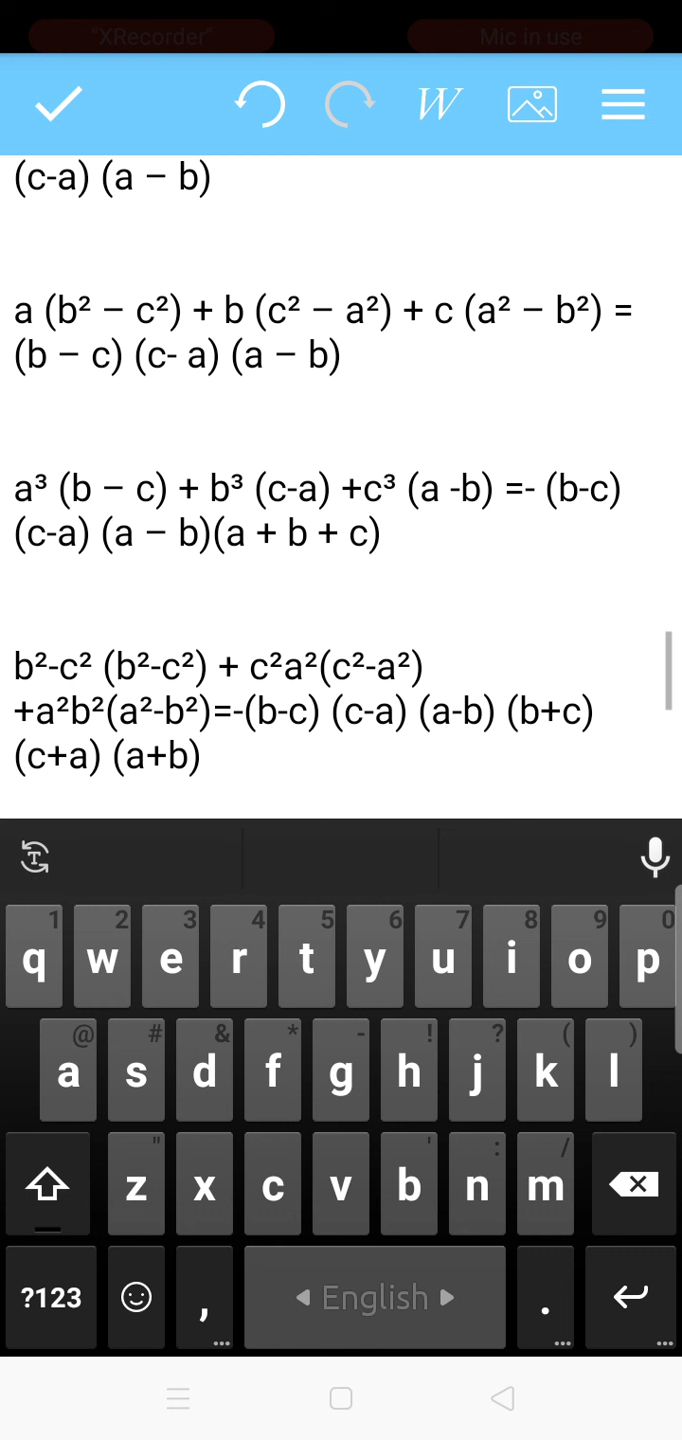 "XRecorder" Mic in use
W
(c-a) (a – b)
a (b² – c²) + b (c² – a²) + c (a² – b²) =
(b – c) (c- a) (a – b)
a³ (b – c) + b³ (c-a) +c³ (a -b) =- (b-c)
(c-a) (a – b)(a + b + c)
b²-c² (b²-c²) + c²a²(c²-a²)
+a²b²(a²-b²)=-(b-c) (c-a) (a-b) (b+c)
(c+a) (a+b)
T
1 2 3 4 5 6 7 8 9 0
q w e r t y u i o p
@ # & * - ! ? ( )
a s d f g h j k l
" ' : /
z x c v b n m
?123 , English .